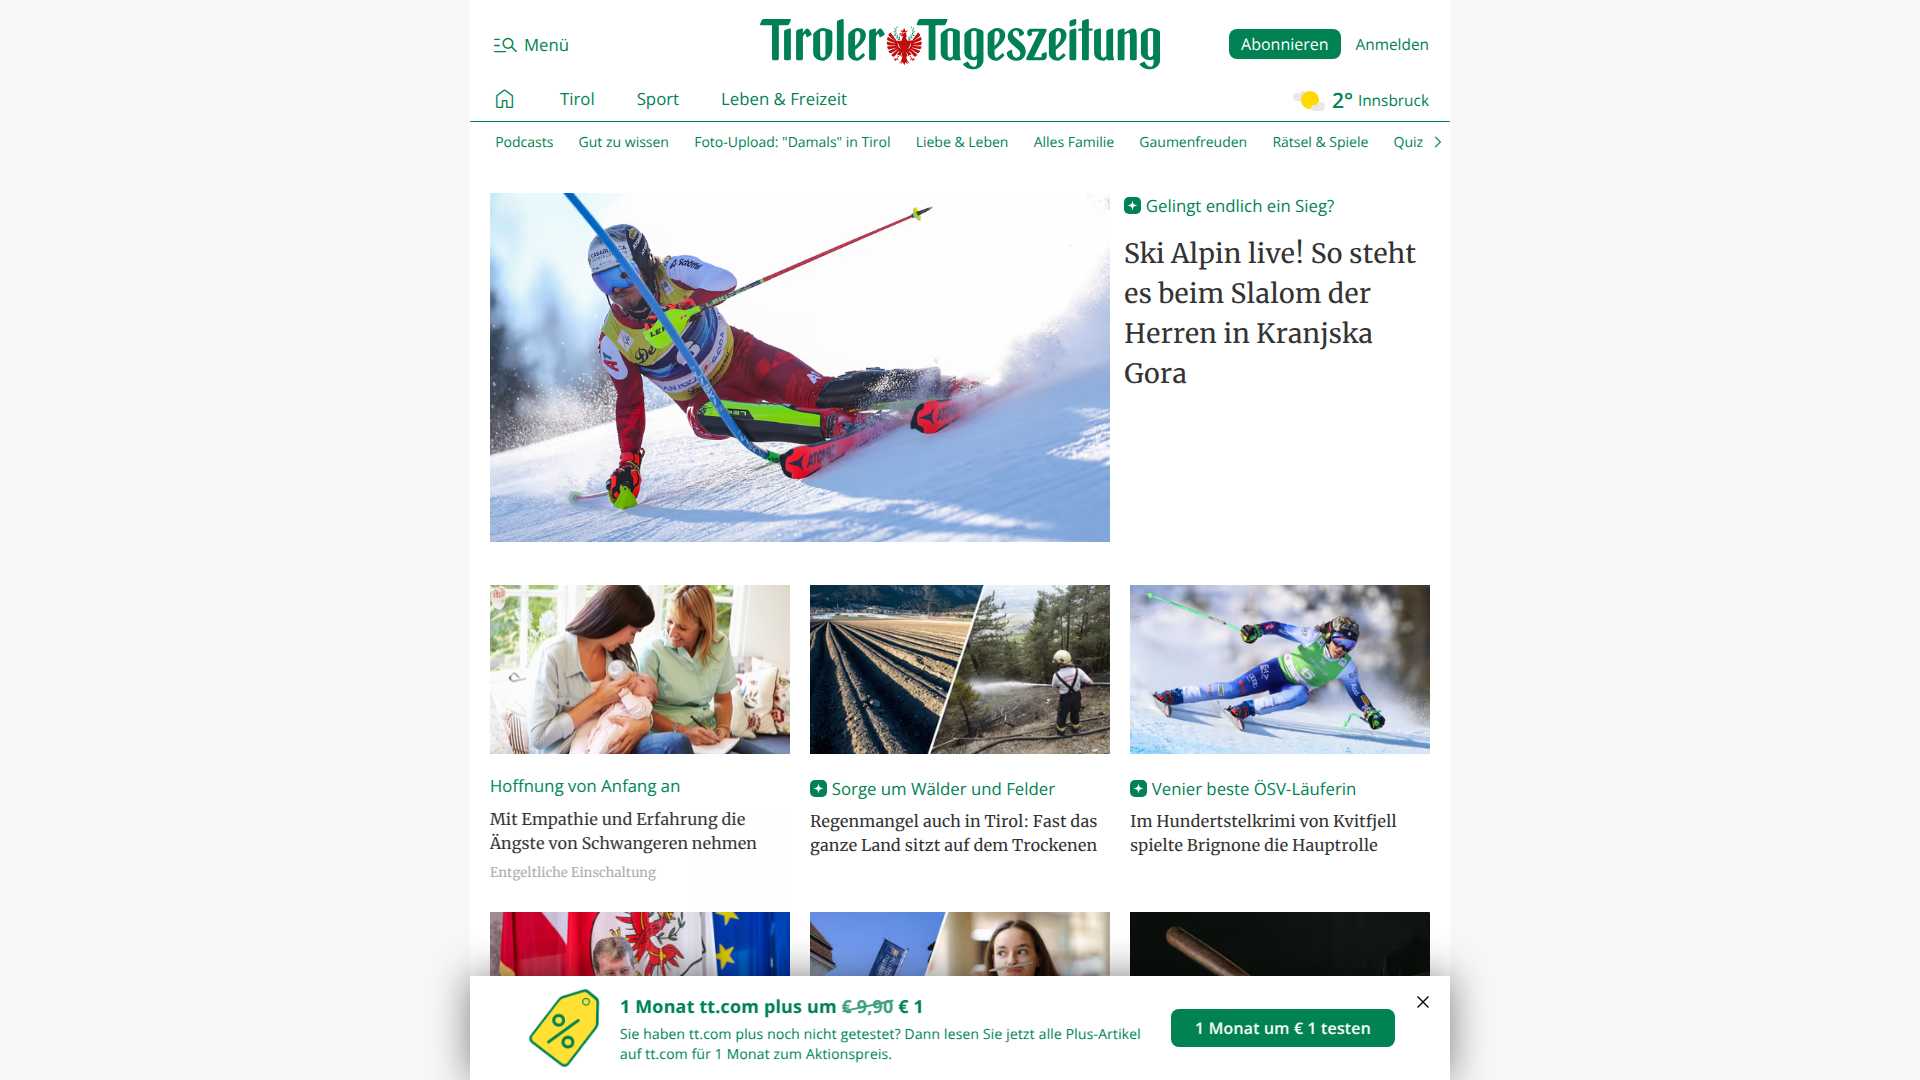 Menü
Tiroler Tageszeitung
Abonnieren
Anmelden
Tirol
Sport
Leben & Freizeit
2° Innsbruck
Podcasts
Gut zu wissen
Foto-Upload: "Damals" in Tirol
Liebe & Leben
Alles Familie
Gaumenfreuden
Rätsel & Spiele
Quiz
Gelingt endlich ein Sieg?
Ski Alpin live! So steht
es beim Slalom der
Herren in Kranjska
Gora
ATOMIC
Hoffnung von Anfang an
Mit Empathie und Erfahrung die
Ängste von Schwangeren nehmen
Entgeltliche Einschaltung
Sorge um Wälder und Felder
Regenmangel auch in Tirol: Fast das
ganze Land sitzt auf dem Trockenen
Venier beste ÖSV-Läuferin
Im Hundertstelkrimi von Kvitfjell
spielte Brignone die Hauptrolle
1 Monat tt.com plus um € 9,90 € 1
Sie haben tt.com plus noch nicht getestet? Dann lesen Sie jetzt alle Plus-Artikel
auf tt.com für 1 Monat zum Aktionspreis.
1 Monat um € 1 testen